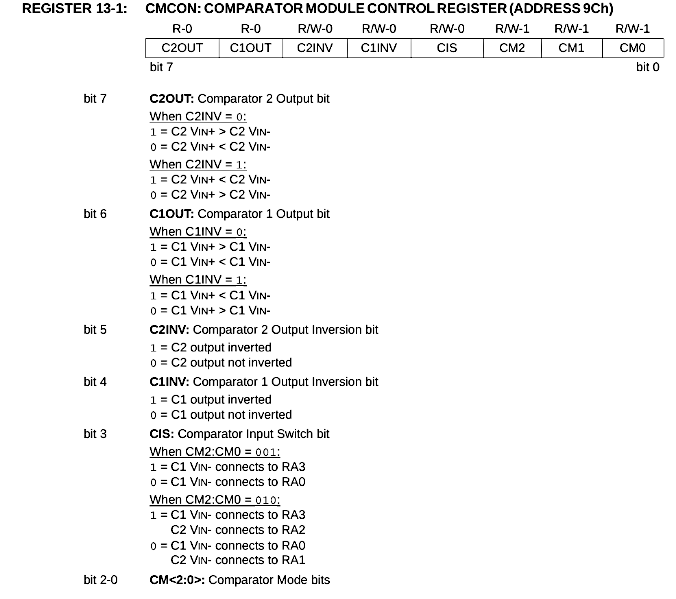 REGISTER 13-1: CMCON: COMPARATOR MODULE CONTROL REGISTER (ADDRESS 9Ch)
R-0 R-0 R/W-0 R/W-0 R/W-0 R/W-1 R/W-1 R/W-1
C2OUT C1OUT C2INV C1INV CIS CM2 CM1 CM0
bit 7 bit 0
bit 7 C2OUT: Comparator 2 Output bit
When C2INV = 0:
1 = C2 VIN+ > C2 VIN-
0 = C2 VIN+ < C2 VIN-
When C2INV = 1:
1 = C2 VIN+ < C2 VIN-
0 = C2 VIN+ > C2 VIN-
bit 6 C1OUT: Comparator 1 Output bit
When C1INV = 0:
1 = C1 VIN+ > C1 VIN-
0 = C1 VIN+ < C1 VIN-
When C1INV = 1:
1 = C1 VIN+ < C1 VIN-
0 = C1 VIN+ > C1 VIN-
bit 5 C2INV: Comparator 2 Output Inversion bit
1 = C2 output inverted
0 = C2 output not inverted
bit 4 C1INV: Comparator 1 Output Inversion bit
1 = C1 output inverted
0 = C1 output not inverted
bit 3 CIS: Comparator Input Switch bit
When CM2:CM0 = 001:
1 = C1 VIN- connects to RA3
0 = C1 VIN- connects to RA0
When CM2:CM0 = 010:
1 = C1 VIN- connects to RA3
C2 VIN- connects to RA2
0 = C1 VIN- connects to RA0
C2 VIN- connects to RA1
bit 2-0 CM<2:0>: Comparator Mode bits